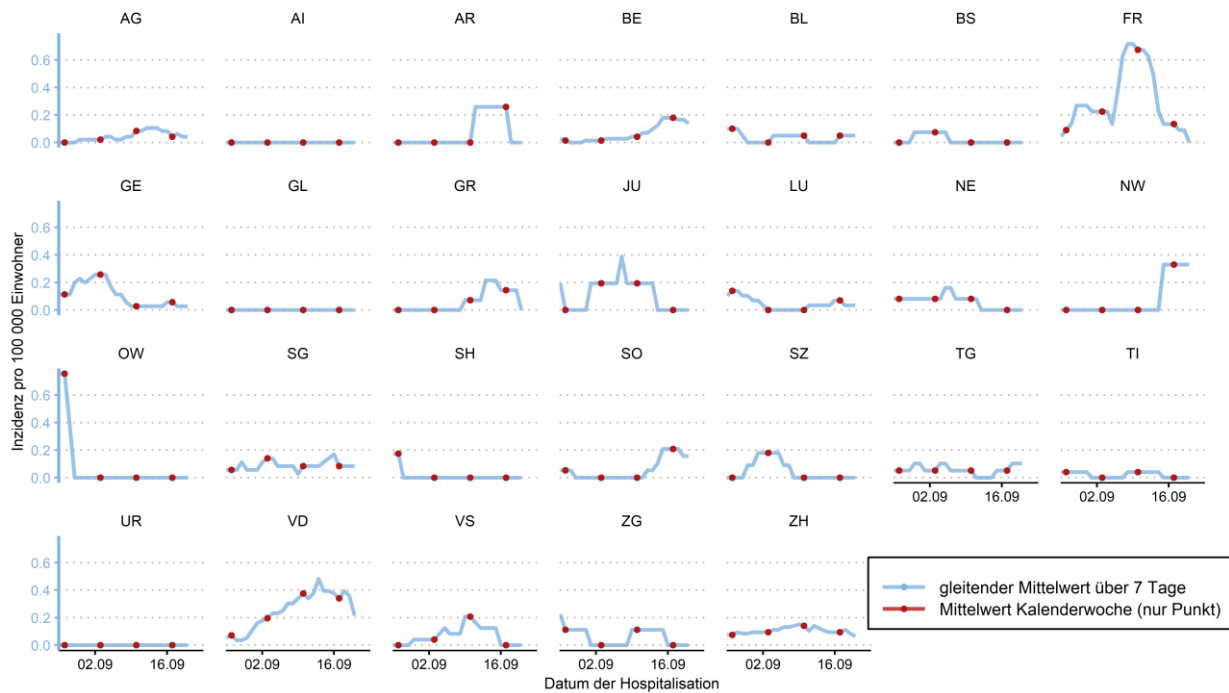 AG AI AR BE BL BS FR
0.6
0.4
0.2
0.0
GE GL GR JU LU NE NW
0.6
0.4
0.2
0.0
Inzidenz pro 100 000 Einwohner
OW SG SH SO SZ TG TI
0.6
0.4
0.2
0.0
02.09 16.09 02.09 16.09
UR VD VS ZG ZH
0.6
0.4
0.2
0.0
02.09 16.09 02.09 16.09 02.09 16.09 02.09 16.09 02.09 16.09
Datum der Hospitalisation
gleitender Mittelwert über 7 Tage
Mittelwert Kalenderwoche (nur Punkt)